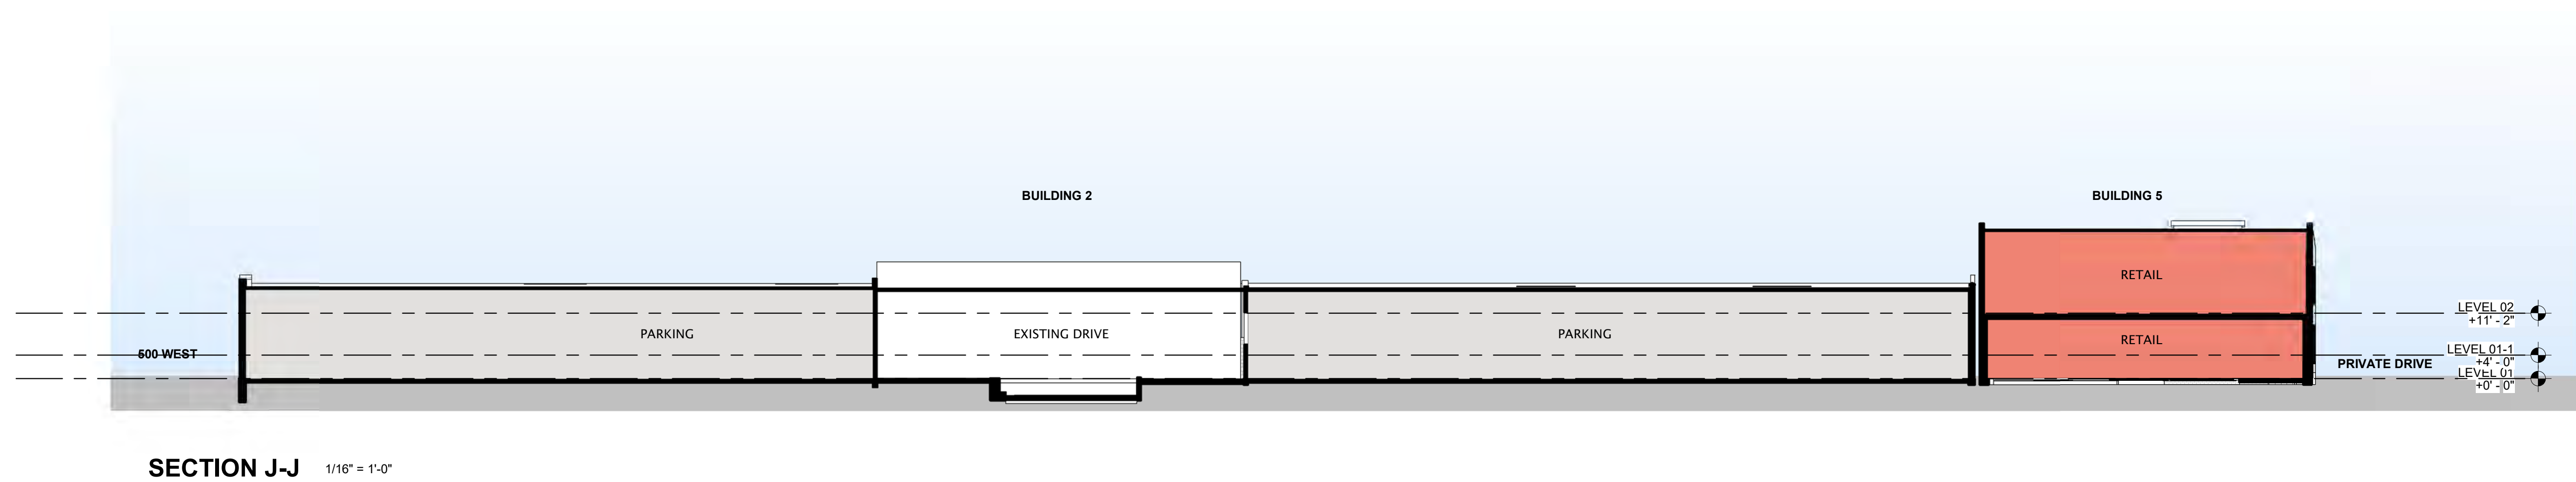 BUILDING 2
BUILDING 5
RETAIL
LEVEL 02
+11' - 2"
PARKING
EXISTING DRIVE
PARKING
RETAIL
500 WEST
LEVEL 01-1
+4' - 0"
PRIVATE DRIVE
LEVEL 01
+0' - 0"
SECTION J-J 1/16" = 1'-0"